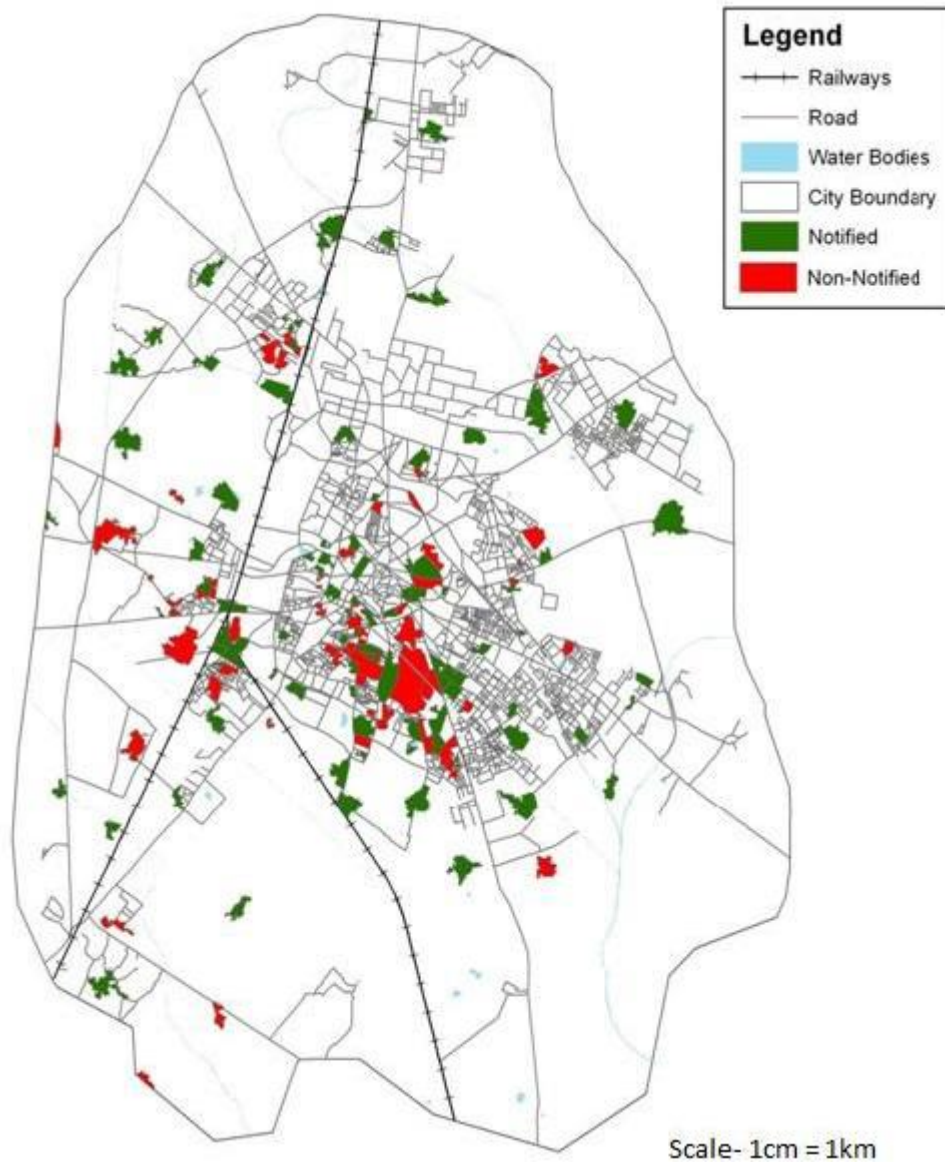 Legend
Railways
Road
Water Bodies
City Boundary
Notified
Non-Notified
Scale- 1cm = 1km